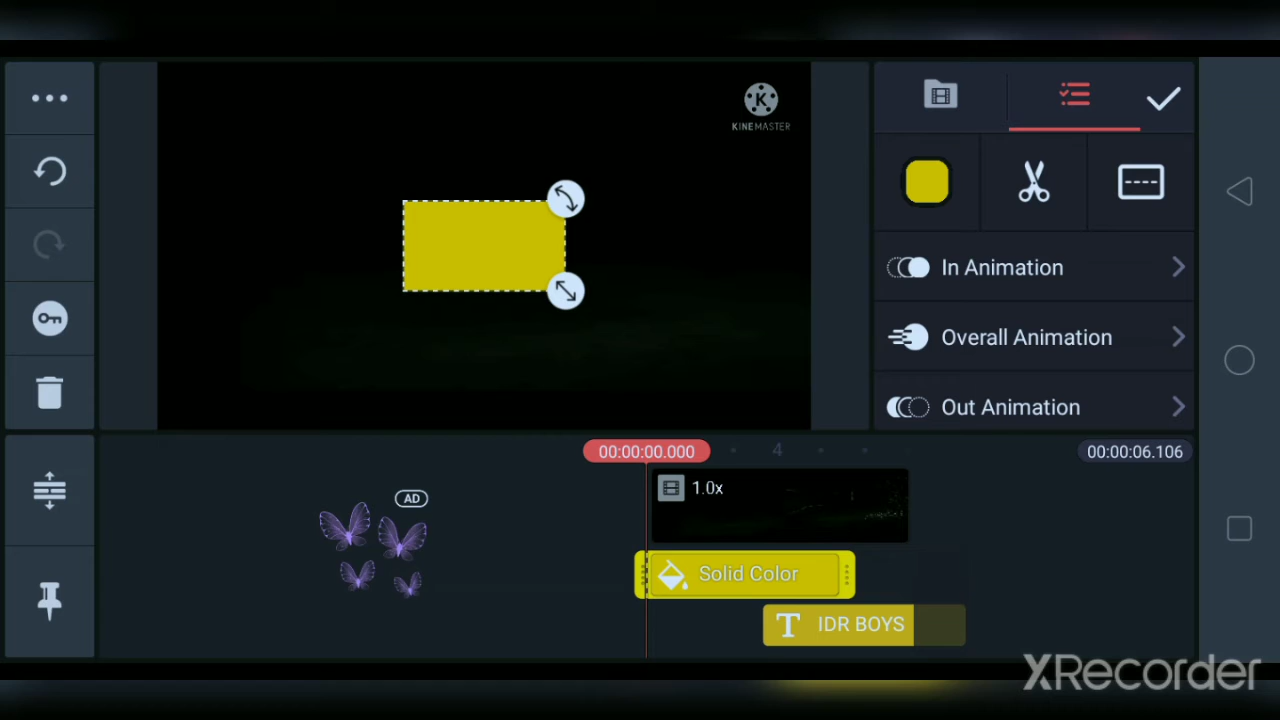 KINEMASTER
In Animation
Overall Animation
Out Animation
00:00:00.000
4
00:00:06.106
AD
1.0x
Solid Color
T IDR BOYS
XRecorder